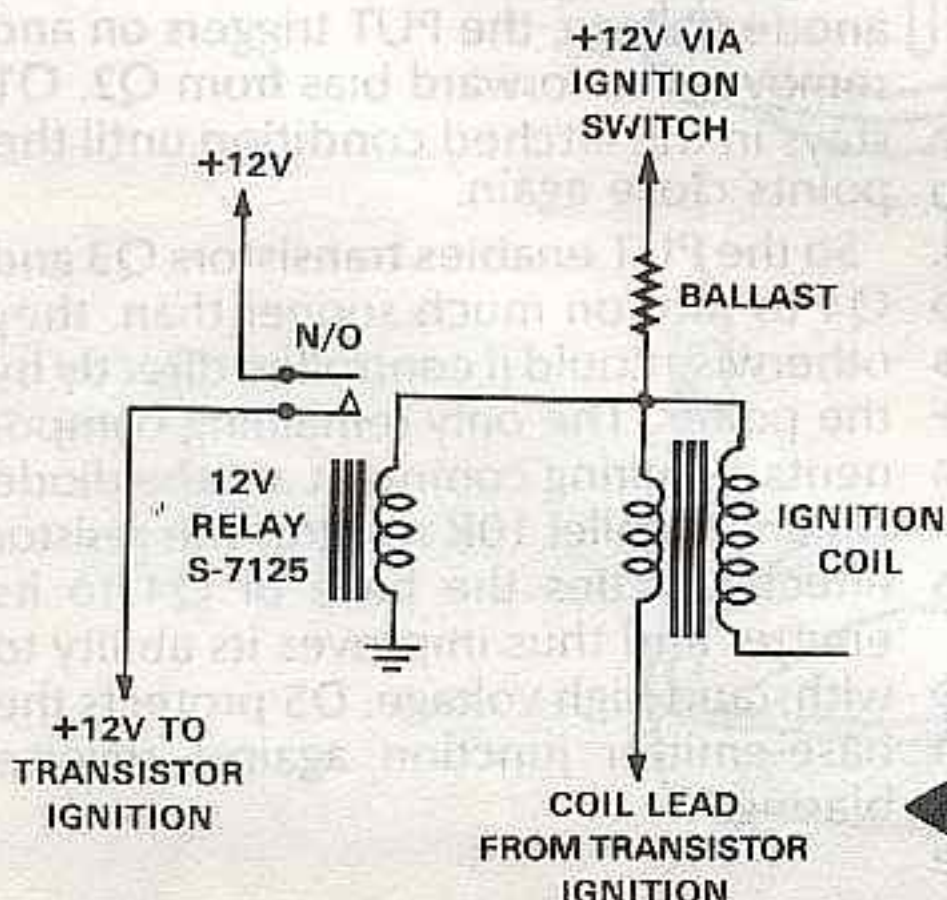 +12V VIA
IGNITION
SWITCH
+12V
N/O
BALLAST
12V
RELAY
S-7125
IGNITION
COIL
+12V TO
TRANSISTOR
IGNITION
COIL LEAD
FROM TRANSISTOR
IGNITION